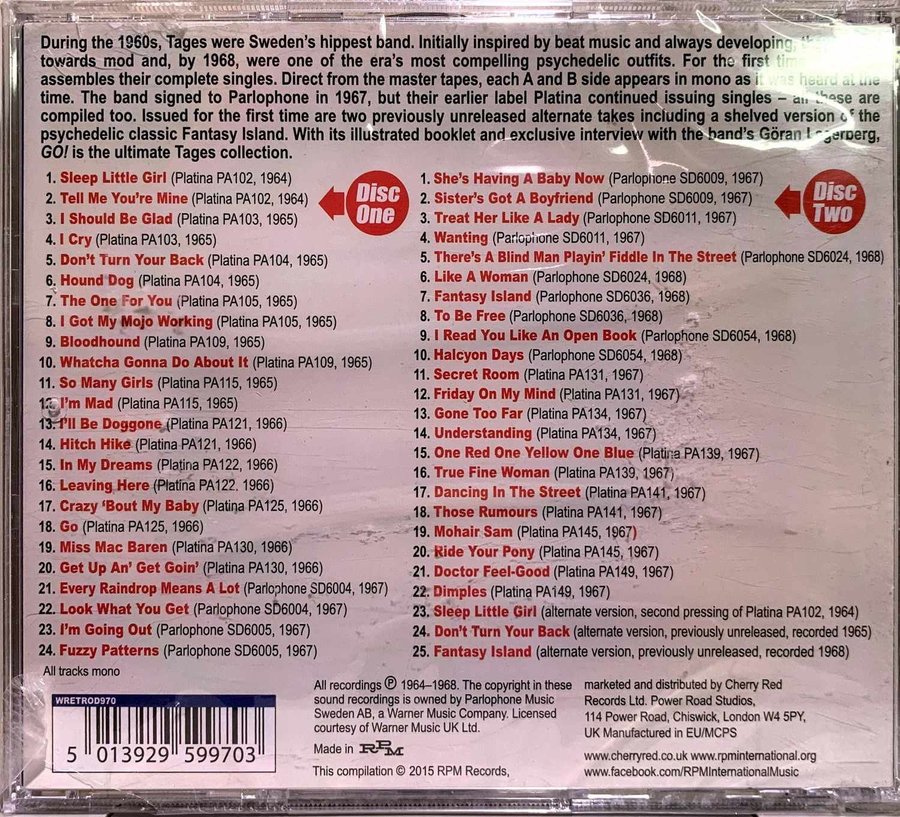 During the 1960s, Tages were Sweden's hippest band. Initially inspired by beat music and always developing,
towards mod and, by 1968, were one of the era's most compelling psychedelic outfits. For the first time
assembles their complete singles. Direct from the master tapes, each A and B side appears in mono as it was heard at the
time. The band signed to Parlophone in 1967, but their earlier label Platina continued issuing singles – all these are
compiled too. Issued for the first time are two previously unreleased alternate takes including a shelved version of the
psychedelic classic Fantasy Island. With its illustrated booklet and exclusive interview with the band's Göran Lagerberg,
GO! is the ultimate Tages collection.
Disc One
1. Sleep Little Girl (Platina PA102, 1964)
2. Tell Me You're Mine (Platina PA102, 1964)
3. I Should Be Glad (Platina PA103, 1965)
4. I Cry (Platina PA103, 1965)
5. Don't Turn Your Back (Platina PA104, 1965)
6. Hound Dog (Platina PA104, 1965)
7. The One For You (Platina PA105, 1965)
8. I Got My Mojo Working (Platina PA105, 1965)
9. Bloodhound (Platina PA109, 1965)
10. Whatcha Gonna Do About It (Platina PA109, 1965)
11. So Many Girls (Platina PA115, 1965)
12. I'm Mad (Platina PA115, 1965)
13. I'll Be Doggone (Platina PA121, 1966)
14. Hitch Hike (Platina PA121, 1966)
15. In My Dreams (Platina PA122, 1966)
16. Leaving Here (Platina PA122. 1966)
17. Crazy 'Bout My Baby (Platina PA125, 1966)
18. Go (Platina PA125, 1966)
19. Miss Mac Baren (Platina PA130, 1966)
20. Get Up An' Get Goin' (Platina PA130, 1966)
21. Every Raindrop Means A Lot (Parlophone SD6004, 1967)
22. Look What You Get (Parlophone SD6004, 1967)
23. I'm Going Out (Parlophone SD6005, 1967)
24. Fuzzy Patterns (Parlophone SD6005, 1967)
All tracks mono
Disc Two
1. She's Having A Baby Now (Parlophone SD6009, 1967)
2. Sister's Got A Boyfriend (Parlophone SD6009, 1967)
3. Treat Her Like A Lady (Parlophone SD6011, 1967)
4. Wanting (Parlophone SD6011, 1967)
5. There's A Blind Man Playin' Fiddle In The Street (Parlophone SD6024, 1968)
6. Like A Woman (Parlophone SD6024, 1968)
7. Fantasy Island (Parlophone SD6036, 1968)
8. To Be Free (Parlophone SD6036, 1968)
9. I Read You Like An Open Book (Parlophone SD6054, 1968)
10. Halcyon Days (Parlophone SD6054, 1968)
11. Secret Room (Platina PA131, 1967)
12. Friday On My Mind (Platina PA131, 1967)
13. Gone Too Far (Platina PA134, 1967)
14. Understanding (Platina PA134, 1967)
15. One Red One Yellow One Blue (Platina PA139, 1967)
16. True Fine Woman (Platina PA139, 1967)
17. Dancing In The Street (Platina PA141, 1967)
18. Those Rumours (Platina PA141, 1967)
19. Mohair Sam (Platina PA145, 1967)
20. Ride Your Pony (Platina PA145, 1967)
21. Doctor Feel-Good (Platina PA149, 1967)
22. Dimples (Platina PA149, 1967)
23. Sleep Little Girl (alternate version, second pressing of Platina PA102, 1964)
24. Don't Turn Your Back (alternate version, previously unreleased, recorded 1965)
25. Fantasy Island (alternate version, previously unreleased, recorded 1968)
WRETROD970
5 013929 599703
All recordings ℗ 1964–1968. The copyright in these
sound recordings is owned by Parlophone Music
Sweden AB, a Warner Music Company. Licensed
courtesy of Warner Music UK Ltd.
Made in RPM
This compilation © 2015 RPM Records,
marketed and distributed by Cherry Red
Records Ltd. Power Road Studios,
114 Power Road, Chiswick, London W4 5PY,
UK Manufactured in EU/MCPS
www.cherryred.co.uk www.rpminternational.org
www.facebook.com/RPMInternationalMusic